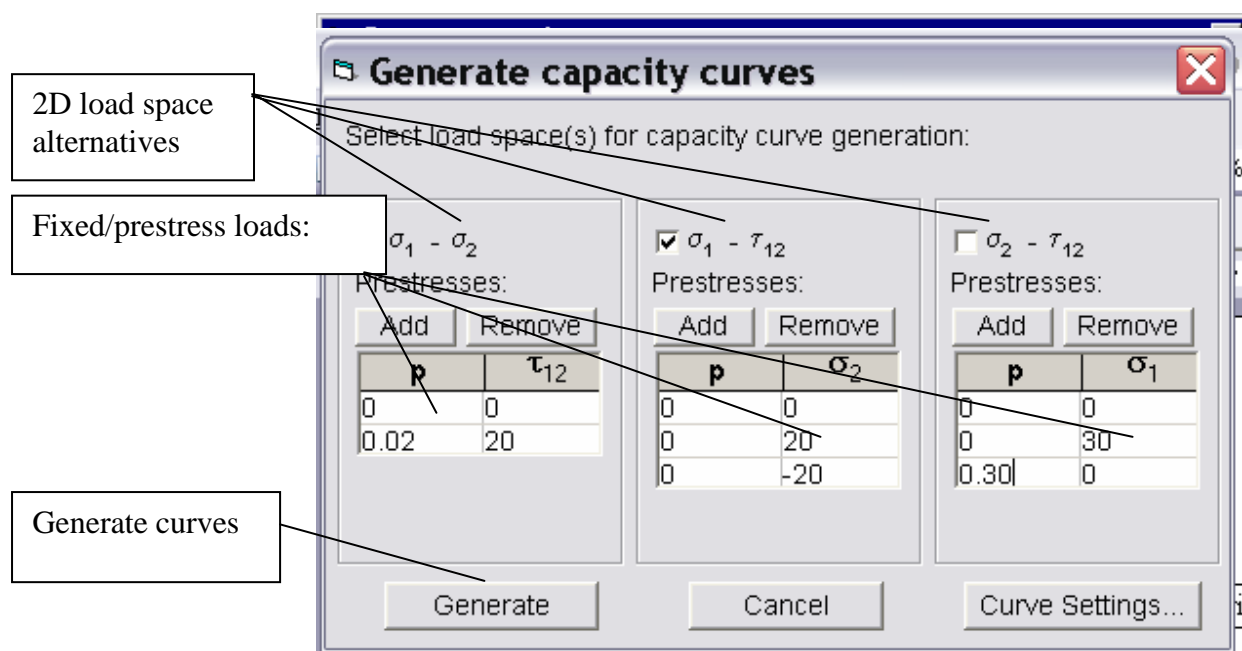 Generate capacity curves
2D load space
alternatives
Select load space(s) for capacity curve generation:
Fixed/prestress loads:
σ1 - σ2
σ1 - τ12
σ2 - τ12
Prestresses:
Prestresses:
Prestresses:
Add Remove
Add Remove
Add Remove
p τ12
0 0
0.02 20
p σ2
0 0
0 20
0 -20
p σ1
0 0
0 30
0.30 0
Generate curves
Generate Cancel Curve Settings...